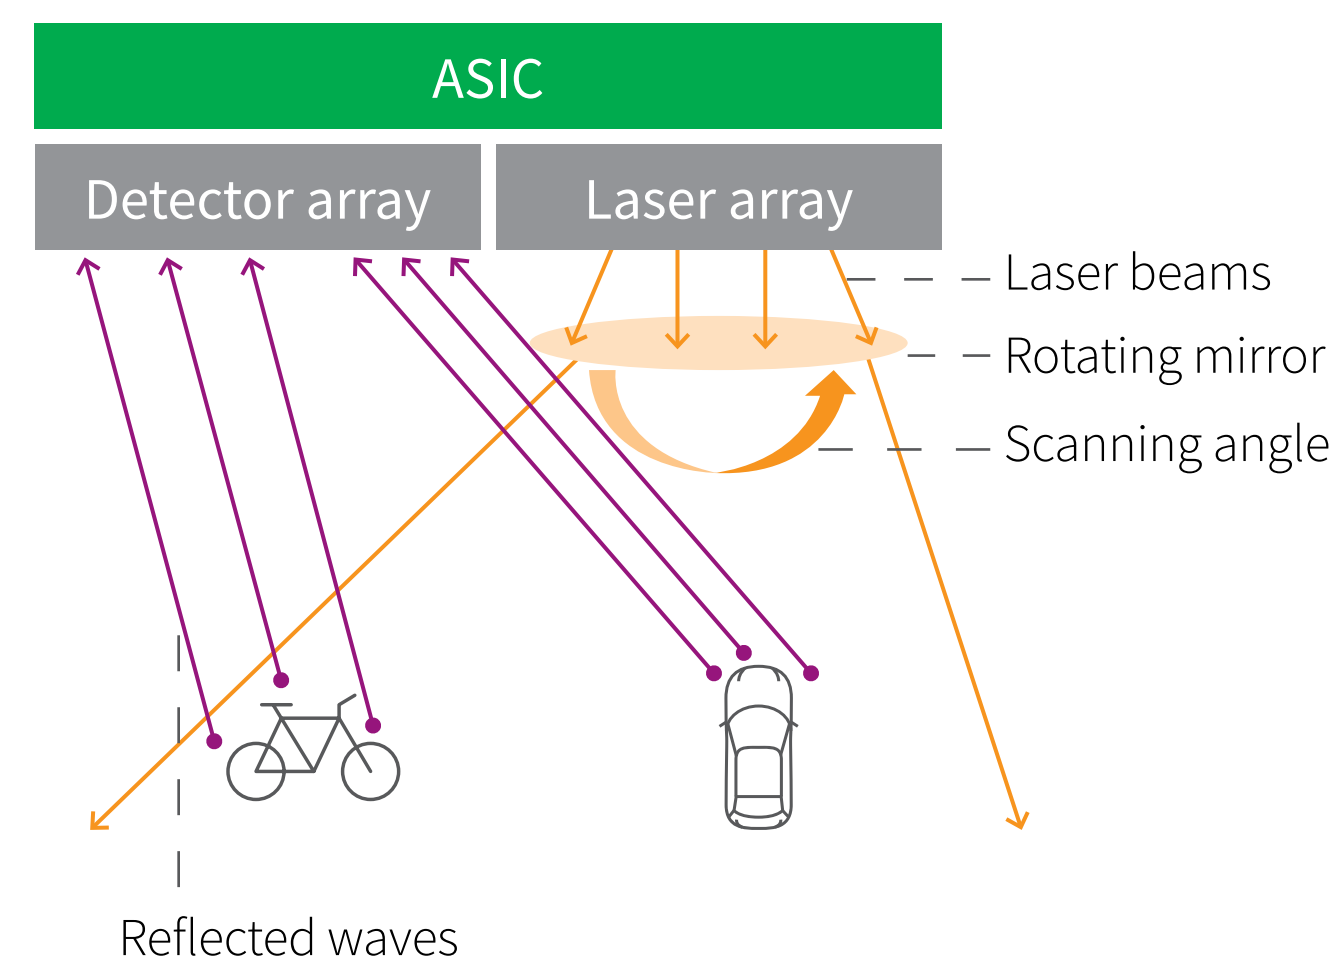 ASIC
Detector array
Laser array
Laser beams
Rotating mirror
Scanning angle
Reflected waves